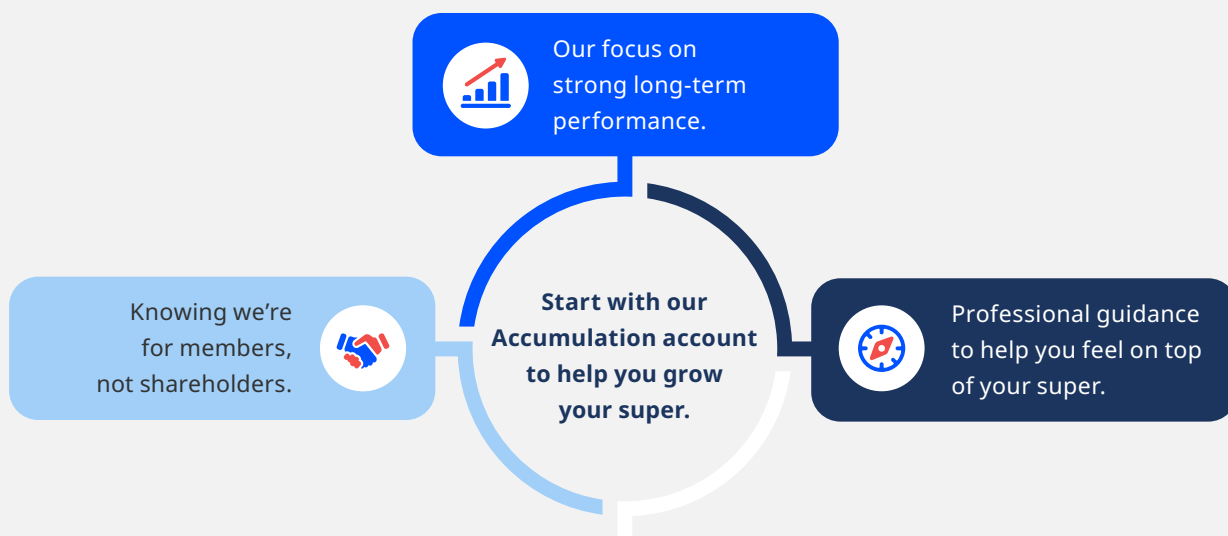 Our focus on
strong long-term
performance.
Knowing we’re
for members,
not shareholders.
Start with our
Accumulation account
to help you grow
your super.
Professional guidance
to help you feel on top
of your super.